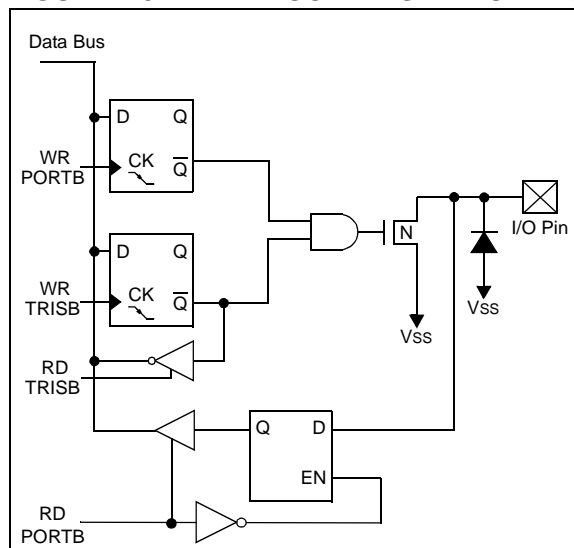 Data Bus
D Q
WR
PORTB
CK
Q
N
I/O Pin
D Q
WR
TRISB
CK
Q
VSS
VSS
RD
TRISB
Q D
EN
RD
PORTB